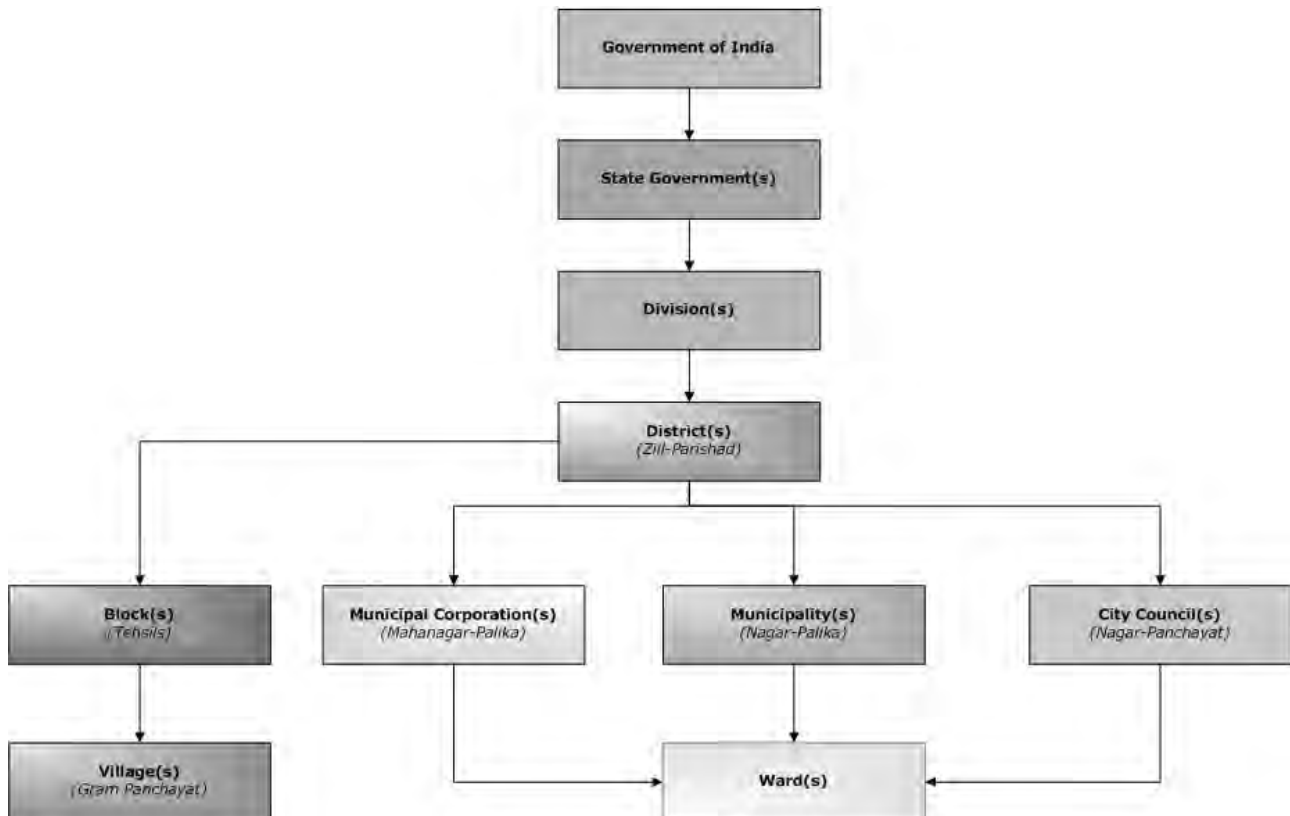 Government of India
State Government(s)
Division(s)
District(s)
(Zill-Parishad)
Block(s)
(Tehsils)
Municipal Corporation(s)
(Mahanagar-Palika)
Municipality(s)
(Nagar-Palika)
City Council(s)
(Nagar-Panchayat)
Village(s)
(Gram Panchayat)
Ward(s)